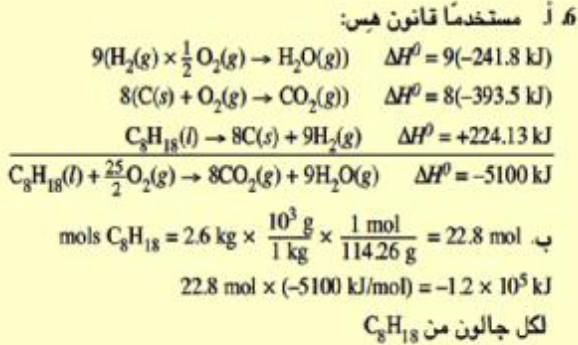 6. أ. مستخدمًا قانون هس:
9(H₂(g) × ½ O₂(g) → H₂O(g)) ΔH⁰ = 9(–241.8 kJ)
8(C(s) + O₂(g) → CO₂(g)) ΔH⁰ = 8(–393.5 kJ)
C₈H₁₈(l) → 8C(s) + 9H₂(g) ΔH⁰ = +224.13 kJ
C₈H₁₈(l) + 25/2 O₂(g) → 8CO₂(g) + 9H₂O(g) ΔH⁰ = –5100 kJ
ب. mols C₈H₁₈ = 2.6 kg × 10³ g / 1 kg × 1 mol / 114.26 g = 22.8 mol
22.8 mol × (–5100 kJ/mol) = –1.2 × 10⁵ kJ
لكل جالون من C₈H₁₈